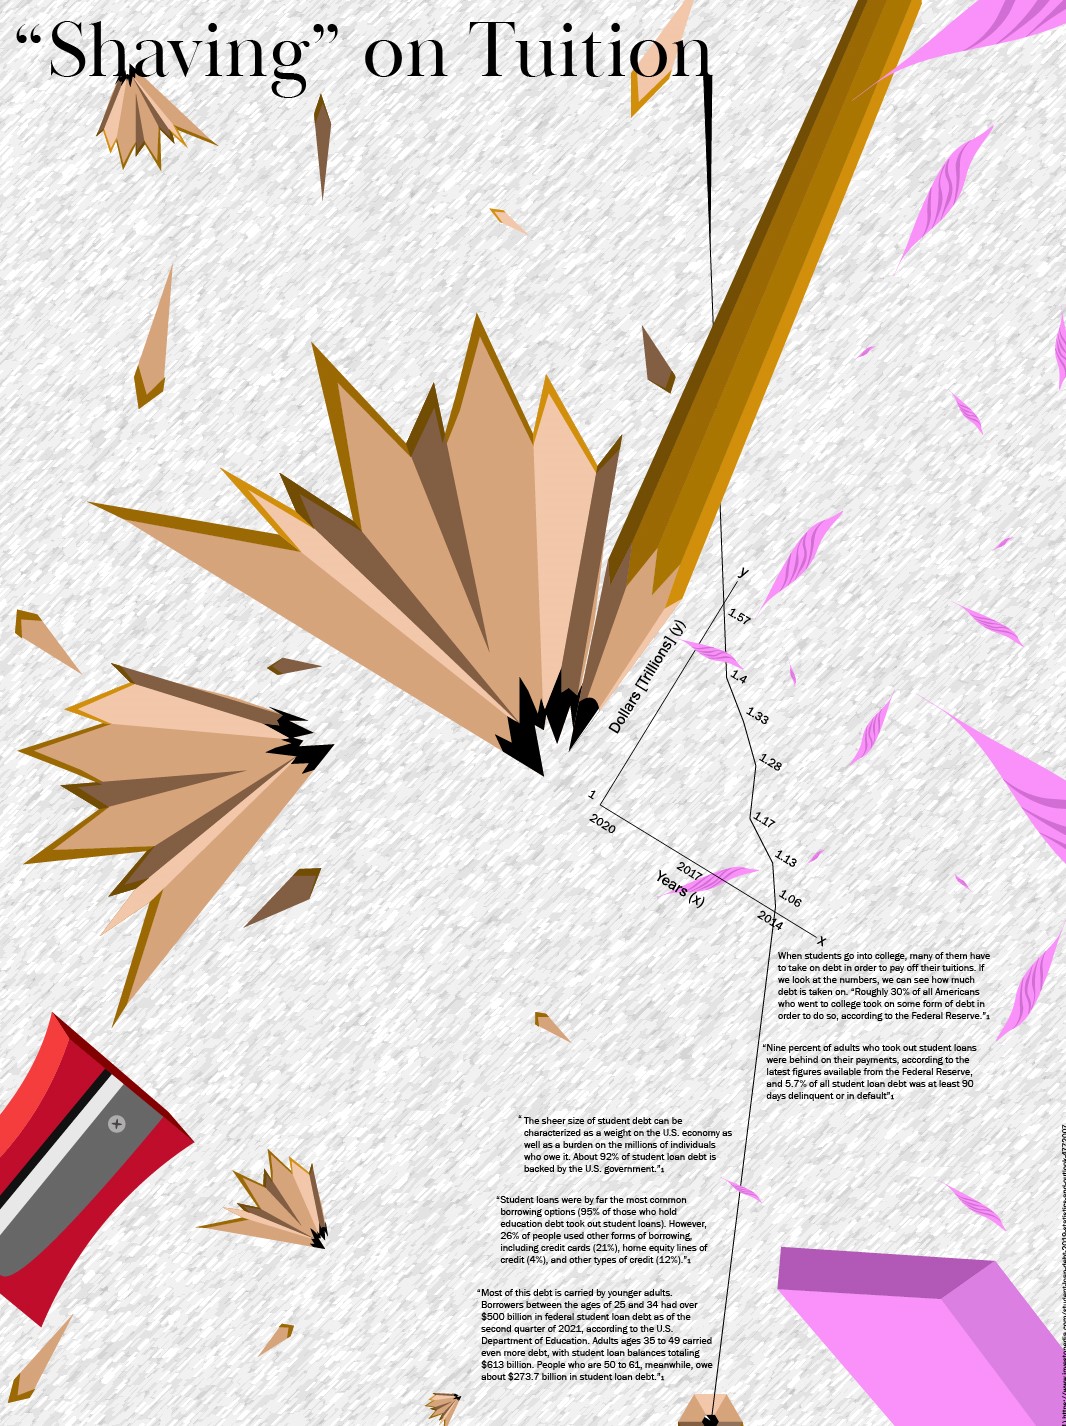 “Shaving” on Tuition
y
1.57
Dollars [Trillions] (y)
1.4
1.33
1.28
1
2020
1.17
1.13
2017
Years (x)
1.06
2014
x
When students go into college, many of them have
to take on debt in order to pay off their tuitions. If
we look at the numbers, we can see how much
debt is taken on. “Roughly 30% of all Americans
who went to college took on some form of debt in
order to do so, according to the Federal Reserve.”1
“Nine percent of adults who took out student loans
were behind on their payments, according to the
latest figures available from the Federal Reserve,
and 5.7% of all student loan debt was at least 90
days delinquent or in default”1
“The sheer size of student debt can be
characterized as a weight on the U.S. economy as
well as a burden on the millions of individuals
who owe it. About 92% of student loan debt is
backed by the U.S. government.”1
“Student loans were by far the most common
borrowing options (95% of those who hold
education debt took out student loans). However,
26% of people used other forms of borrowing,
including credit cards (21%), home equity lines of
credit (4%), and other types of credit (12%).”1
“Most of this debt is carried by younger adults.
Borrowers between the ages of 25 and 34 had over
$500 billion in federal student loan debt as of the
second quarter of 2021, according to the U.S.
Department of Education. Adults ages 35 to 49 carried
even more debt, with student loan balances totaling
$613 billion. People who are 50 to 61, meanwhile, owe
about $273.7 billion in student loan debt.”1